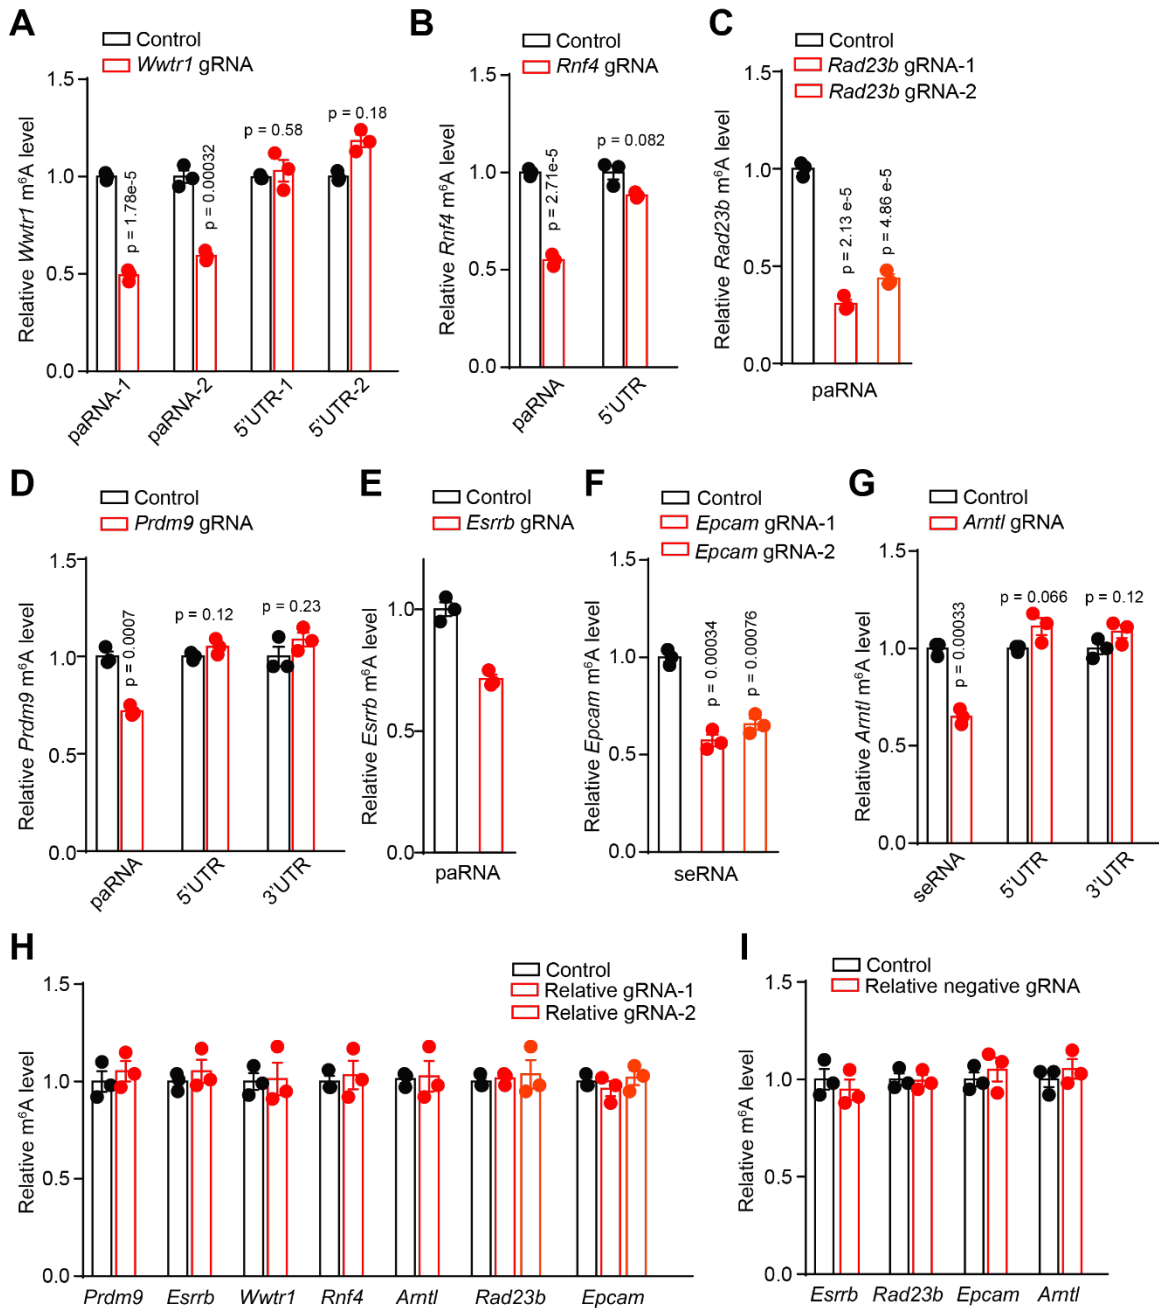 A
Control
Wwtr1 gRNA
Relative Wwtr1 m⁶A level
1.5
1.0
0.5
0.0
p = 1.78e-5
p = 0.00032
p = 0.58
p = 0.18
paRNA-1
paRNA-2
5'UTR-1
5'UTR-2
B
Control
Rnf4 gRNA
Relative Rnf4 m⁶A level
1.5
1.0
0.5
0.0
p = 2.71e-5
p = 0.082
paRNA
5'UTR
C
Control
Rad23b gRNA-1
Rad23b gRNA-2
Relative Rad23b m⁶A level
1.5
1.0
0.5
0.0
p = 2.13 e-5
p = 4.86 e-5
paRNA
D
Control
Prdm9 gRNA
Relative Prdm9 m⁶A level
1.5
1.0
0.5
0.0
p = 0.0007
p = 0.12
p = 0.23
paRNA
5'UTR
3'UTR
E
Control
Esrrb gRNA
Relative Esrrb m⁶A level
1.0
0.5
0.0
paRNA
F
Control
Epcam gRNA-1
Epcam gRNA-2
Relative Epcam m⁶A level
1.5
1.0
0.5
0.0
p = 0.00034
p = 0.00076
seRNA
G
Control
Arntl gRNA
Relative Arntl m⁶A level
1.5
1.0
0.5
0.0
p = 0.00033
p = 0.066
p = 0.12
seRNA
5'UTR
3'UTR
H
Control
Relative gRNA-1
Relative gRNA-2
Relative m⁶A level
1.5
1.0
0.5
0.0
Prdm9
Esrrb
Wwtr1
Rnf4
Arntl
Rad23b
Epcam
I
Control
Relative negative gRNA
Relative m⁶A level
1.5
1.0
0.5
0.0
Esrrb
Rad23b
Epcam
Arntl